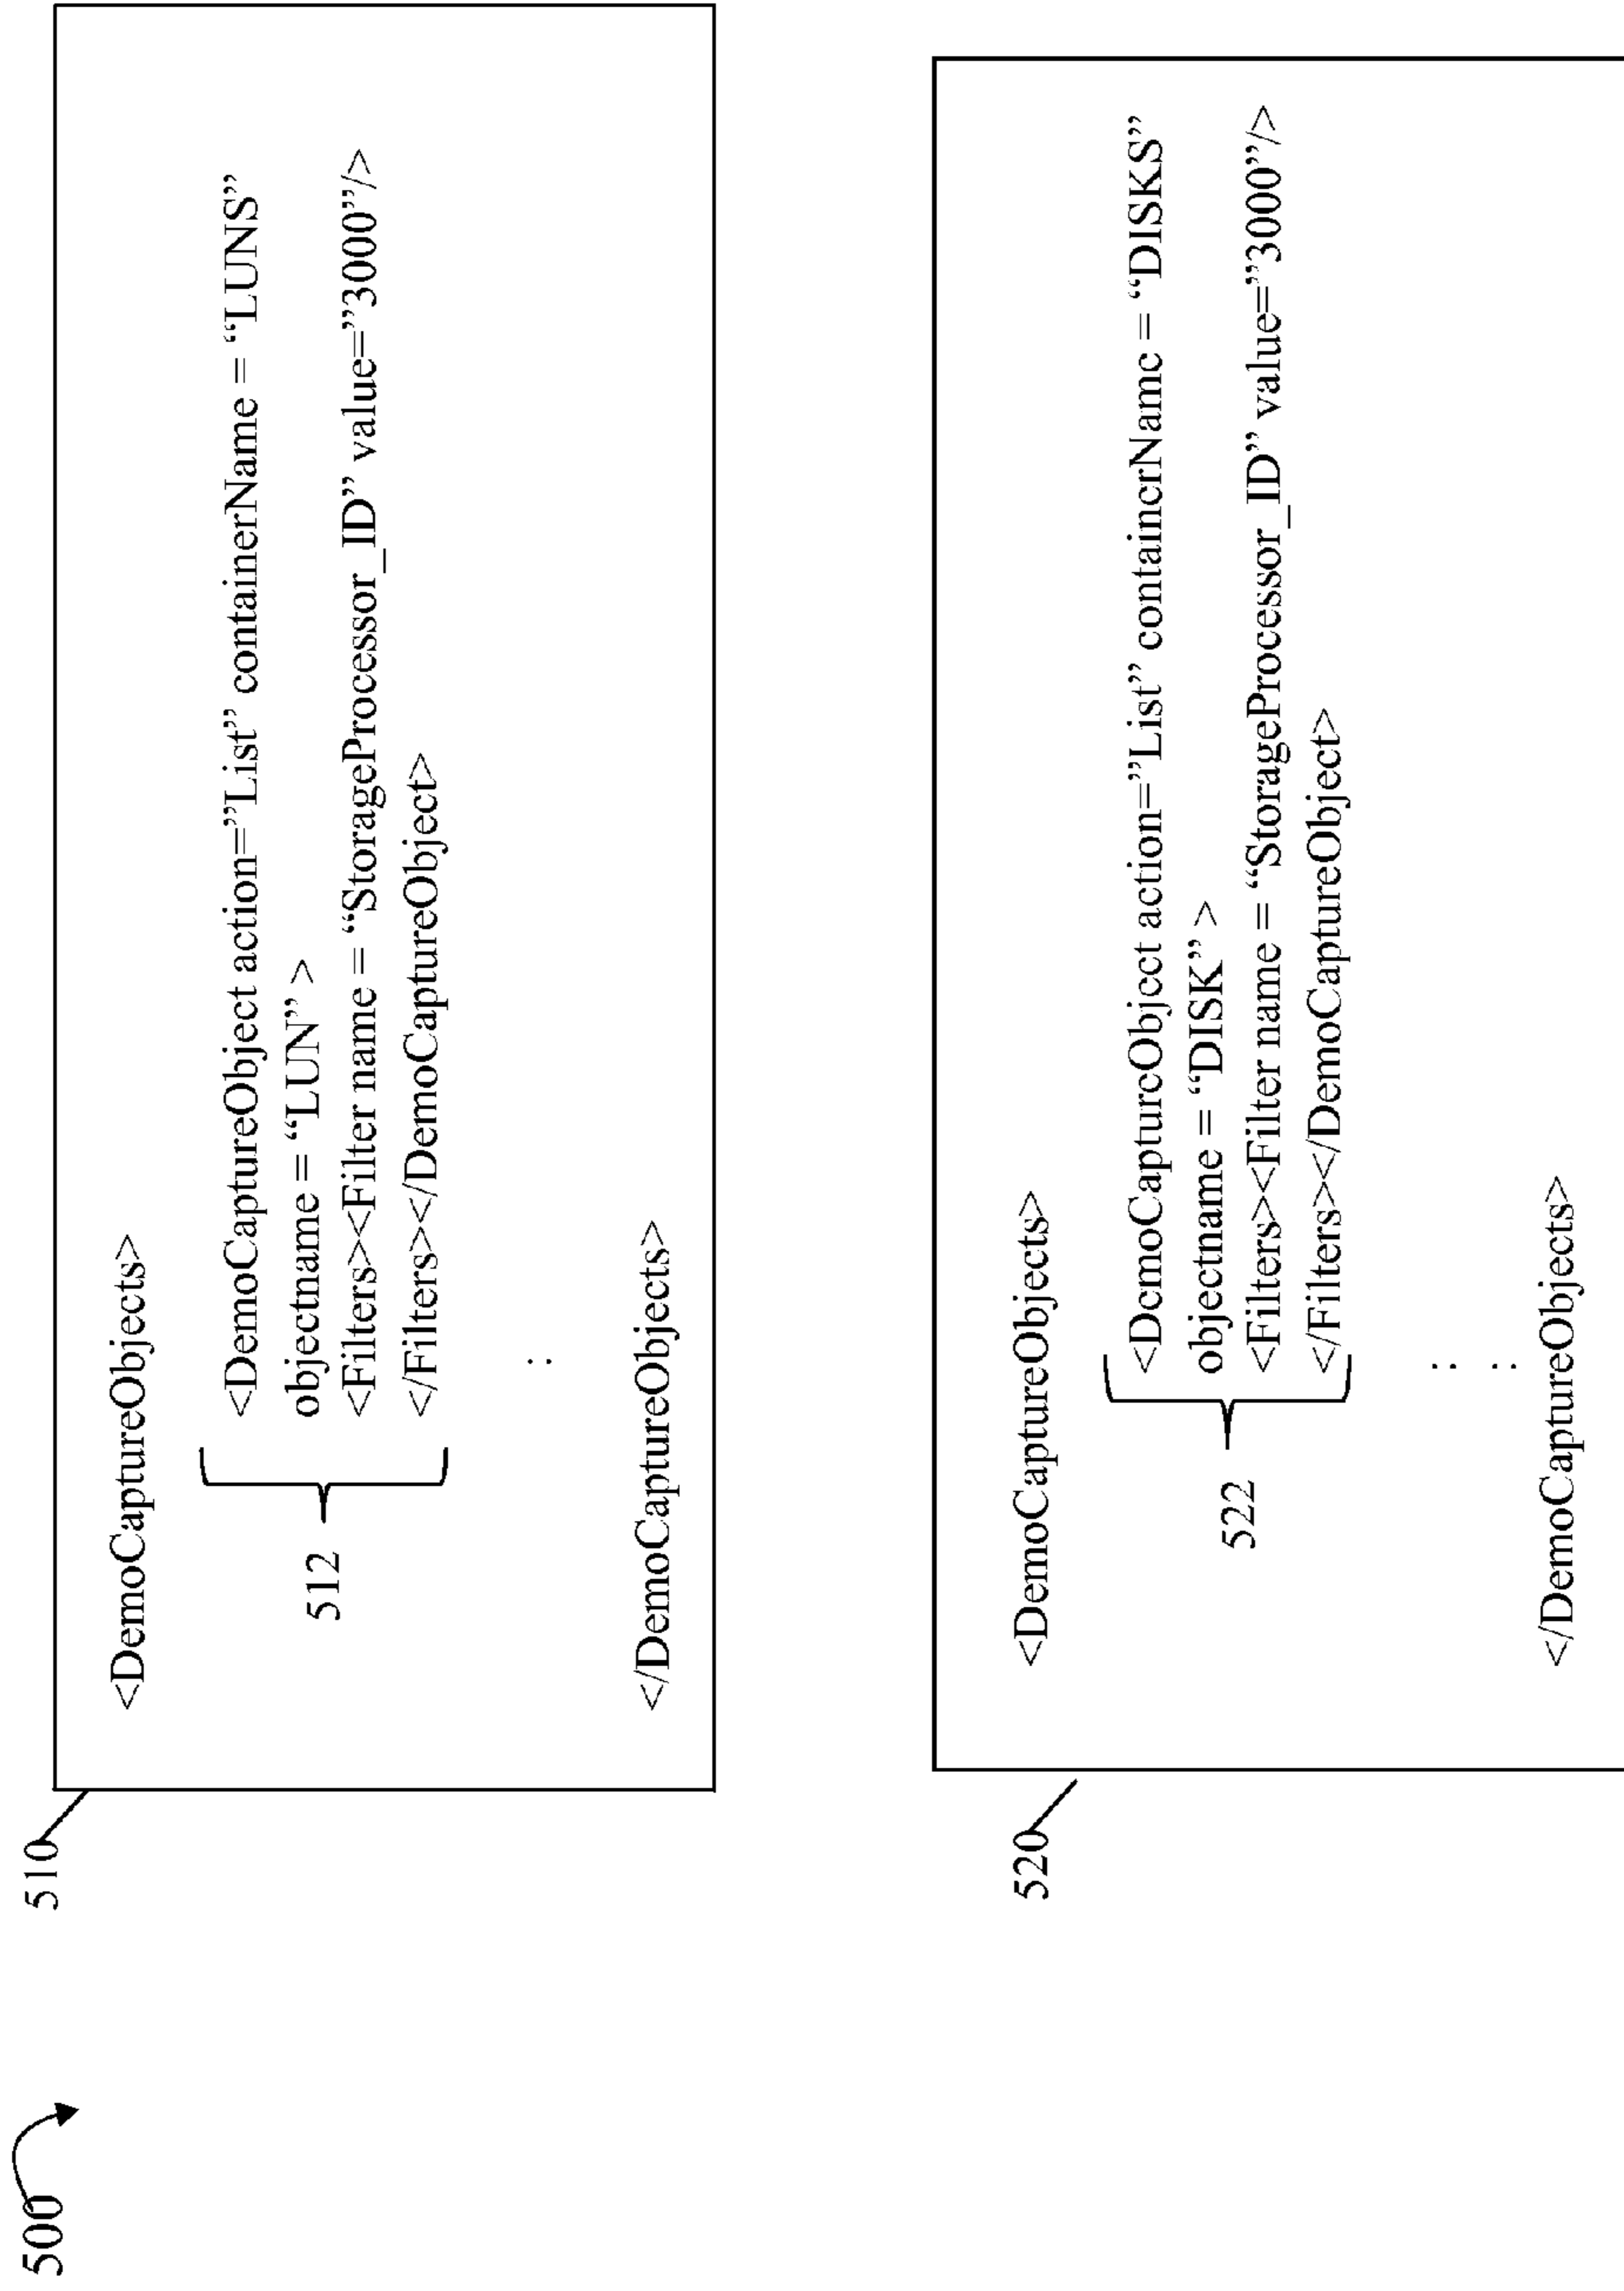 500
510
<DemoCaptureObjects>
512
<DemoCaptureObject action=”List” containerName = “LUNS”
objectname = “LUN” >
<Filters><Filter name = “StorageProcessor_ID” value=”3000”/>
</Filters></DemoCaptureObject>
:
</DemoCaptureObjects>
520
<DemoCaptureObjects>
522
<DemoCaptureObject action=”List” containerName = “DISKS”
objectname = “DISK” >
<Filters><Filter name = “StorageProcessor_ID” value=”3000”/>
</Filters></DemoCaptureObject>
:
:
</DemoCaptureObjects>